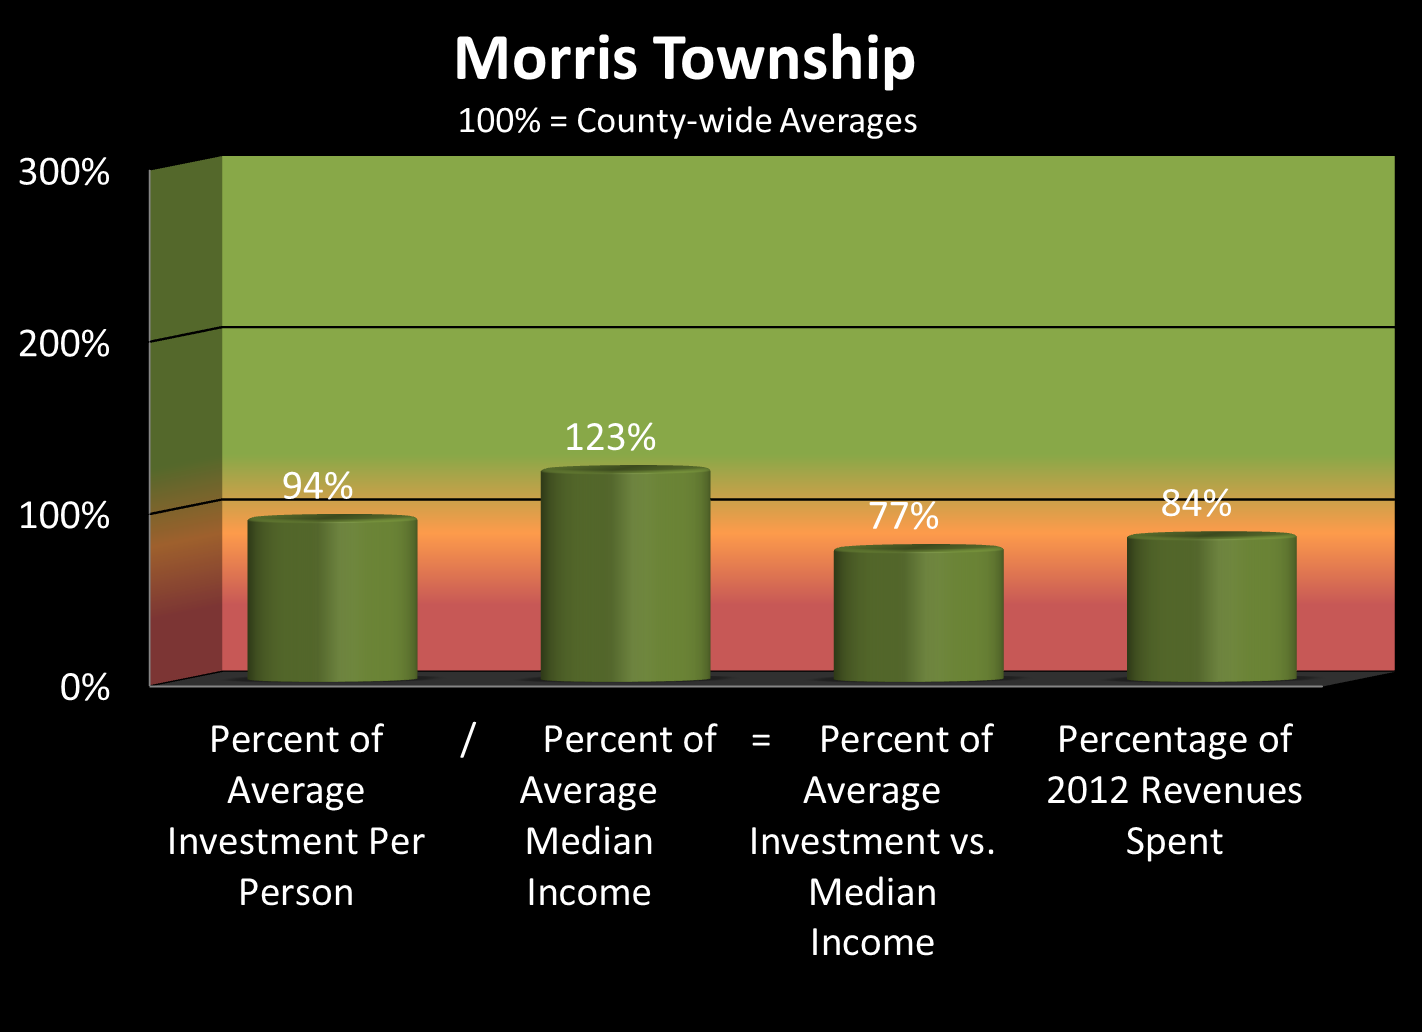 Morris Township
100% = County-wide Averages
300%
200%
100%
0%
94%
123%
77%
84%
Percent of
Average
Investment Per
Person
/
Percent of
Average
Median
Income
=
Percent of
Average
Investment vs.
Median
Income
Percentage of
2012 Revenues
Spent